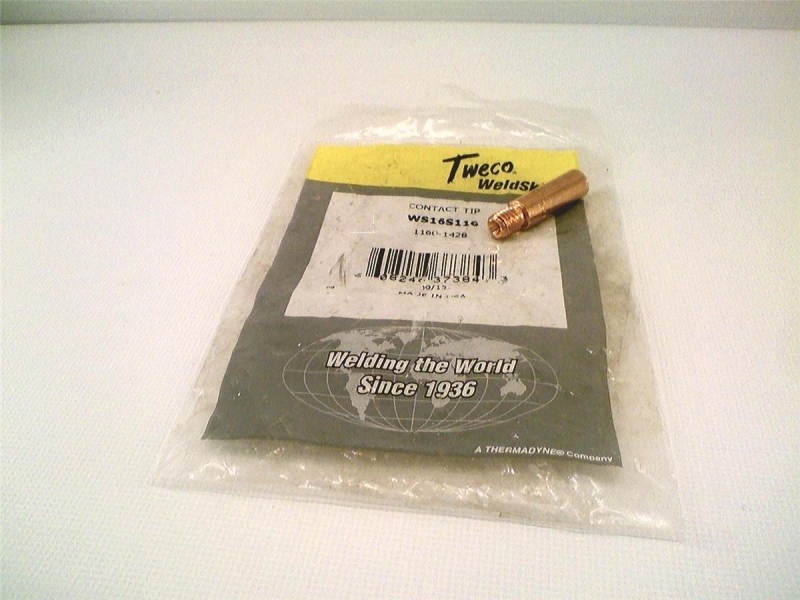 Tweco
WeldSk
CONTACT TIP
WS16S116
1160-1428
MADE IN USA
Welding the World
Since 1936
A THERMADYNE® Company